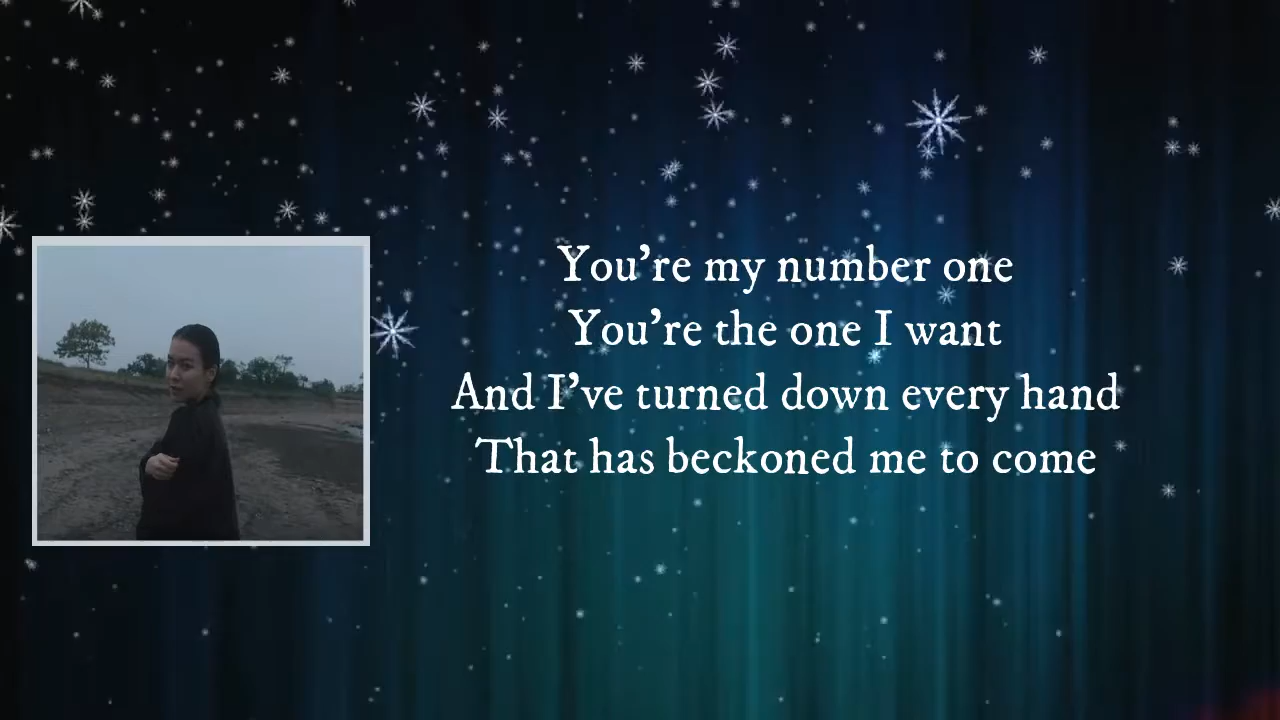 You’re my number one
You’re the one I want
And I’ve turned down every hand
That has beckoned me to come